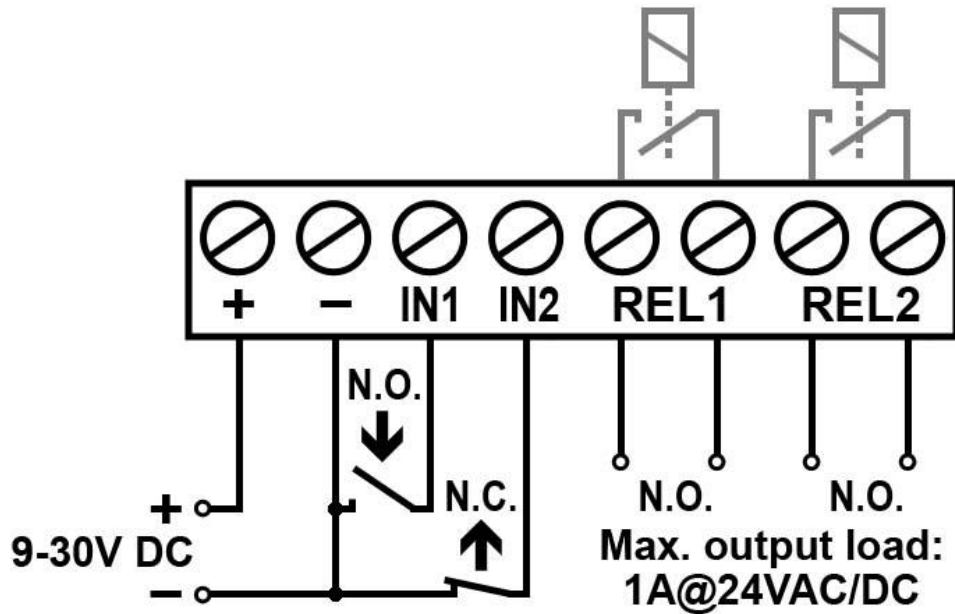 + − IN1 IN2 REL1 REL2
N.O.
N.C.
+
9-30V DC
−
N.O. N.O.
Max. output load:
1A@24VAC/DC